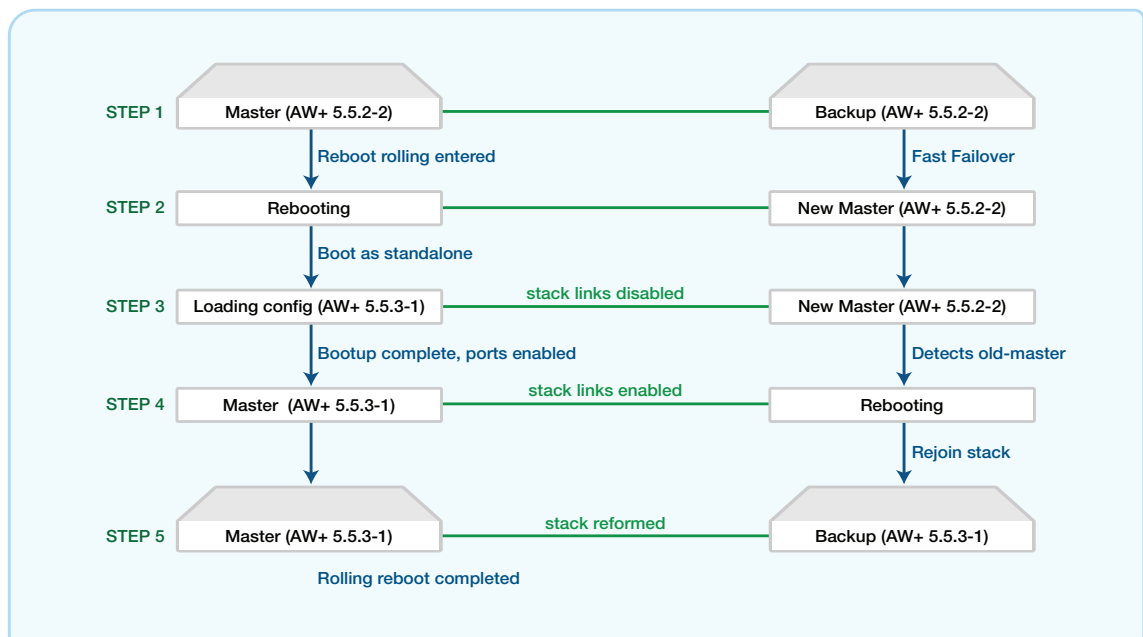 STEP 1
Master (AW+ 5.5.2-2)
Backup (AW+ 5.5.2-2)
Reboot rolling entered
Fast Failover
STEP 2
Rebooting
New Master (AW+ 5.5.2-2)
Boot as standalone
STEP 3
Loading config (AW+ 5.5.3-1)
stack links disabled
New Master (AW+ 5.5.2-2)
Bootup complete, ports enabled
Detects old-master
STEP 4
Master (AW+ 5.5.3-1)
stack links enabled
Rebooting
Rejoin stack
STEP 5
Master (AW+ 5.5.3-1)
stack reformed
Backup (AW+ 5.5.3-1)
Rolling reboot completed